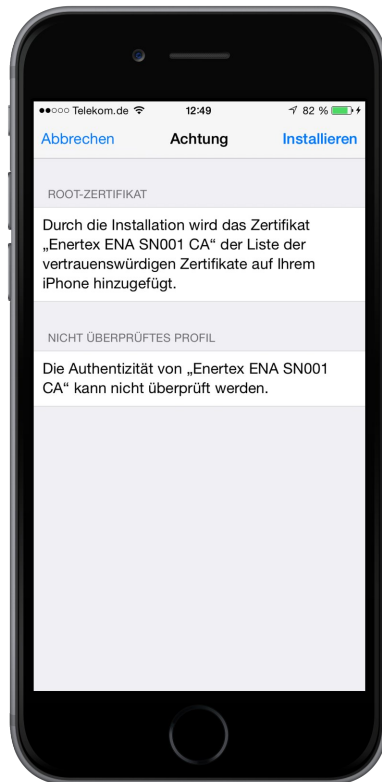 Telekom.de 12:49 82 %
Abbrechen Achtung Installieren
ROOT-ZERTIFIKAT
Durch die Installation wird das Zertifikat
„Enertex ENA SN001 CA“ der Liste der
vertrauenswürdigen Zertifikate auf Ihrem
iPhone hinzugefügt.
NICHT ÜBERPRÜFTES PROFIL
Die Authentizität von „Enertex ENA SN001
CA“ kann nicht überprüft werden.